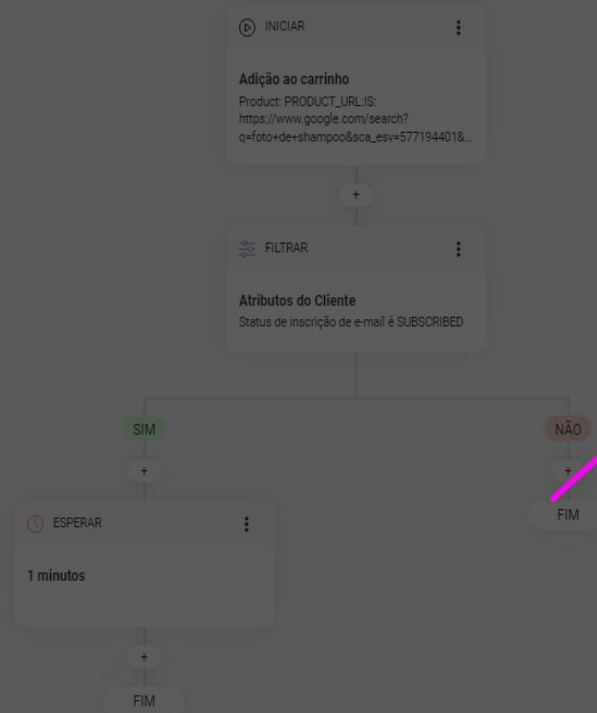 INICIAR
Adição ao carrinho
Product: PRODUCT_URL:IS:
https://www.google.com/search?
q=foto+de+shampoo&sca_esv=577194401&...
+
FILTRAR
Atributos do Cliente
Status de inscrição de e-mail é SUBSCRIBED
SIM
NÃO
+
+
ESPERAR
FIM
1 minutos
+
FIM